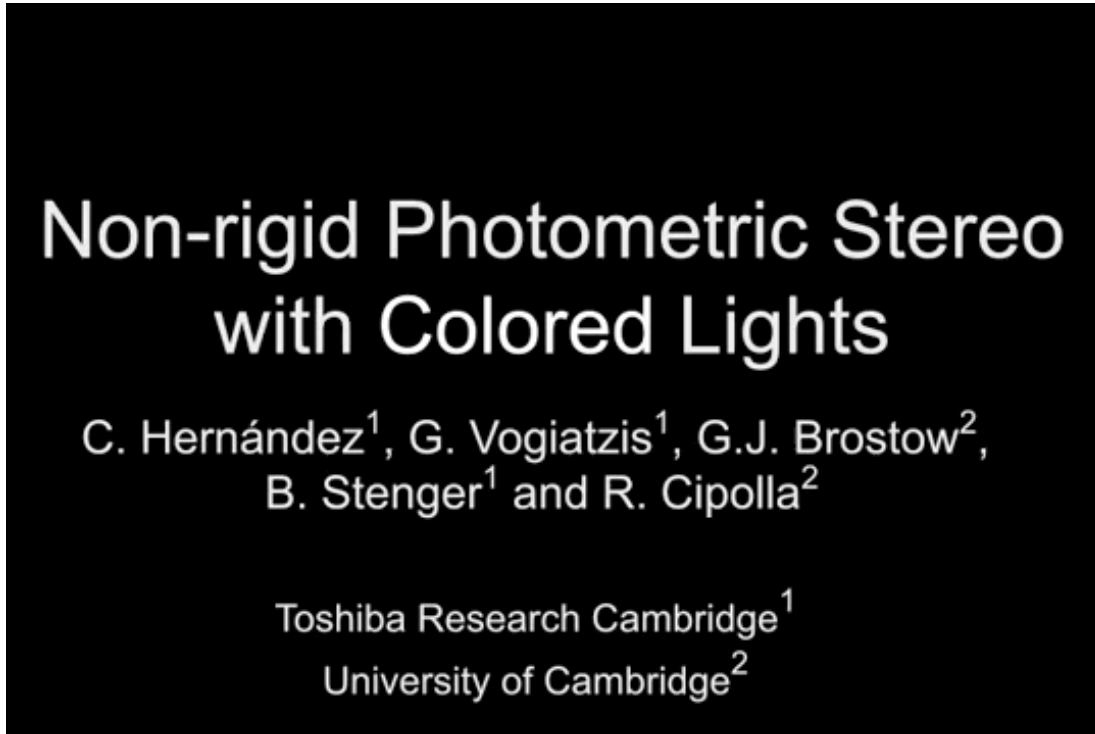 Non-rigid Photometric Stereo
with Colored Lights
C. Hernández¹, G. Vogiatzis¹, G.J. Brostow²,
B. Stenger¹ and R. Cipolla²
Toshiba Research Cambridge¹
University of Cambridge²